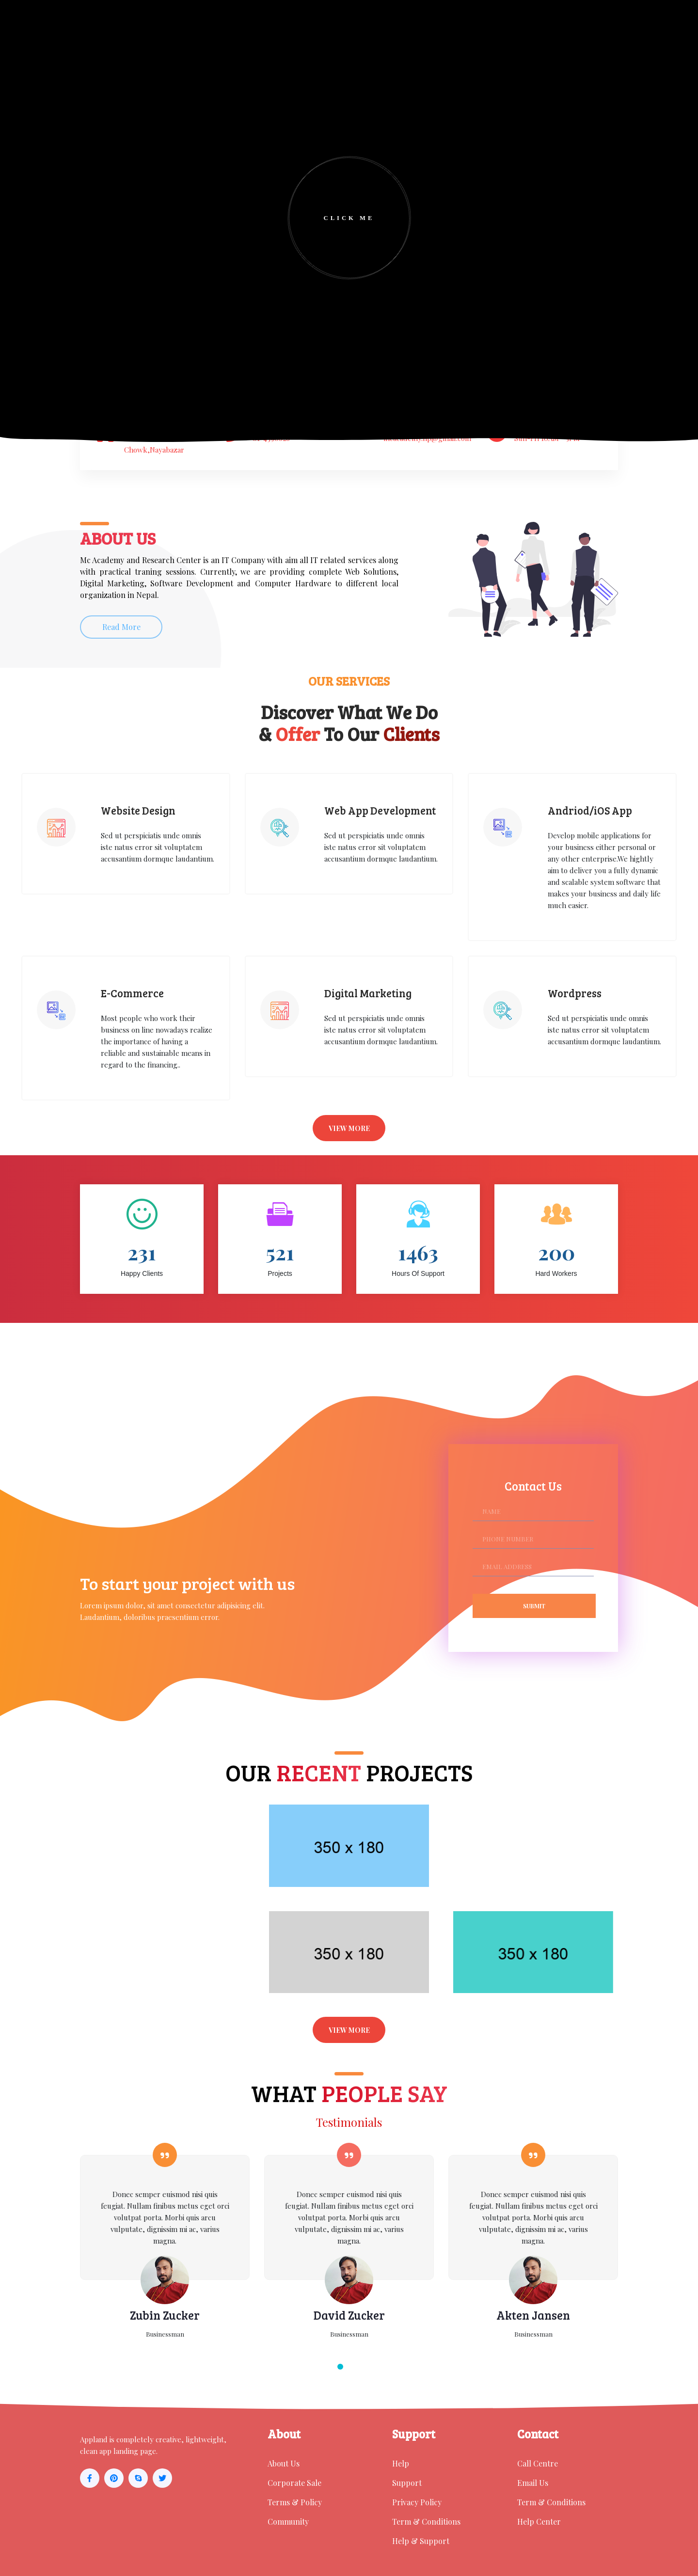 CLICK ME
Chowk,Nayabazar
ABOUT US
Mc Academy and Research Center is an IT Company with aim all IT related services along
with practical traning sessions. Currently, we are providing complete Web Solutions,
Digital Marketing, Software Development and Computer Hardware to different local
organization in Nepal.
Read More
OUR SERVICES
Discover What We Do
& Offer To Our Clients
Website Design
Sed ut perspiciatis unde omnis
iste natus error sit voluptatem
accusantium dormque laudantium.
Web App Development
Sed ut perspiciatis unde omnis
iste natus error sit voluptatem
accusantium dormque laudantium.
Andriod/iOS App
Develop mobile applications for
your business either personal or
any other enterprise.We hightly
aim to deliver you a fully dynamic
and scalable system software that
makes your business and daily life
much easier.
E-Commerce
Most people who work their
business on line nowadays realize
the importance of having a
reliable and sustainable means in
regard to the financing..
Digital Marketing
Sed ut perspiciatis unde omnis
iste natus error sit voluptatem
accusantium dormque laudantium.
Wordpress
Sed ut perspiciatis unde omnis
iste natus error sit voluptatem
accusantium dormque laudantium.
VIEW MORE
231
Happy Clients
521
Projects
1463
Hours Of Support
200
Hard Workers
Contact Us
NAME
PHONE NUMBER
EMAIL ADDRESS
SUBMIT
To start your project with us
Lorem ipsum dolor, sit amet consectetur adipisicing elit.
Laudantium, doloribus praesentium error.
OUR RECENT PROJECTS
350 x 180
350 x 180
350 x 180
VIEW MORE
WHAT PEOPLE SAY
Testimonials
Donec semper euismod nisi quis
feugiat. Nullam finibus metus eget orci
volutpat porta. Morbi quis arcu
vulputate, dignissim mi ac, varius
magna.
Zubin Zucker
Businessman
Donec semper euismod nisi quis
feugiat. Nullam finibus metus eget orci
volutpat porta. Morbi quis arcu
vulputate, dignissim mi ac, varius
magna.
David Zucker
Businessman
Donec semper euismod nisi quis
feugiat. Nullam finibus metus eget orci
volutpat porta. Morbi quis arcu
vulputate, dignissim mi ac, varius
magna.
Akten Jansen
Businessman
Appland is completely creative, lightweight,
clean app landing page.
About
About Us
Corporate Sale
Terms & Policy
Community
Support
Help
Support
Privacy Policy
Term & Conditions
Help & Support
Contact
Call Centre
Email Us
Term & Conditions
Help Center